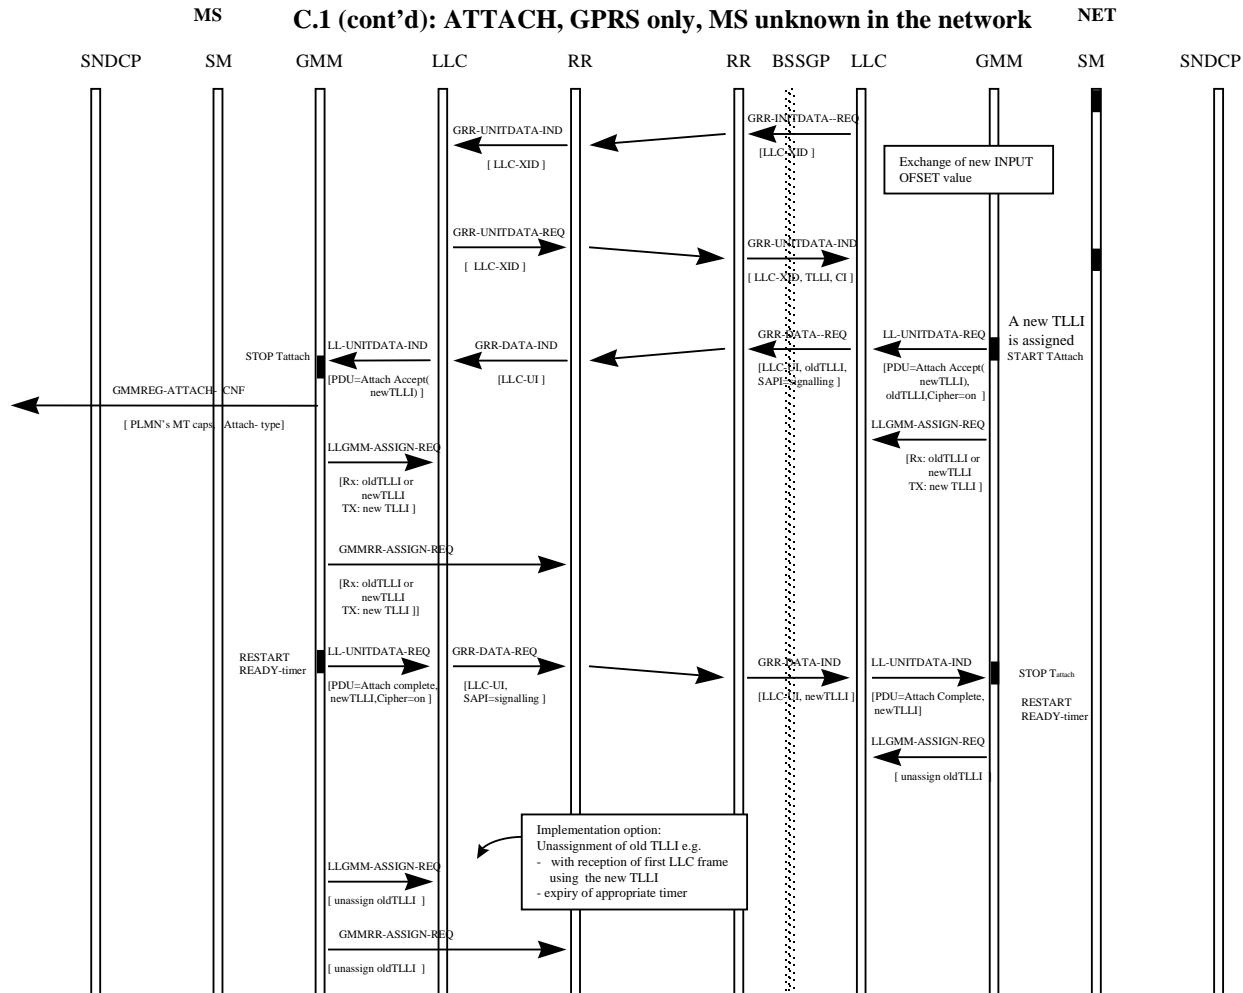 MS
C.1 (cont'd): ATTACH, GPRS only, MS unknown in the network
NET
SNDCP SM GMM LLC RR RR BSSGP LLC GMM SM SNDCP
GRR-UNITDATA-IND
GRR-INITDATA--REQ
[ LLC-XID ]
[LLC-XID ]
Exchange of new INPUT
OFSET value
GRR-UNITDATA-REQ
GRR-UNITDATA-IND
[ LLC-XID ]
[ LLC-XID, TLLI, CI ]
A new TLLI
is assigned
START TAttach
STOP Tattach
LL-UNITDATA-IND
GRR-DATA-IND
GRR-DATA--REQ
LL-UNITDATA-REQ
[PDU=Attach Accept(
newTLLI) ]
[LLC-UI ]
[LLC-UI, oldTLLI,
SAPI=signalling ]
[PDU=Attach Accept(
newTLLI),
oldTLLI,Cipher=on ]
GMMREG-ATTACH- CNF
[ PLMN's MT caps, Attach- type]
LLGMM-ASSIGN-REQ
[Rx: oldTLLI or
newTLLI
TX: new TLLI ]
LLGMM-ASSIGN-REQ
[Rx: oldTLLI or
newTLLI
TX: new TLLI ]
GMMRR-ASSIGN-REQ
[Rx: oldTLLI or
newTLLI
TX: new TLLI ]]
RESTART
READY-timer
LL-UNITDATA-REQ
GRR-DATA-REQ
GRR-DATA-IND
LL-UNITDATA-IND
STOP Tattach
[PDU=Attach complete,
newTLLI,Cipher=on ]
[LLC-UI,
SAPI=signalling ]
[LLC-UI, newTLLI ]
[PDU=Attach Complete,
newTLLI]
RESTART
READY-timer
LLGMM-ASSIGN-REQ
[ unassign oldTLLI ]
Implementation option:
Unassignment of old TLLI e.g.
- with reception of first LLC frame
using the new TLLI
- expiry of appropriate timer
LLGMM-ASSIGN-REQ
[ unassign oldTLLI ]
GMMRR-ASSIGN-REQ
[ unassign oldTLLI ]